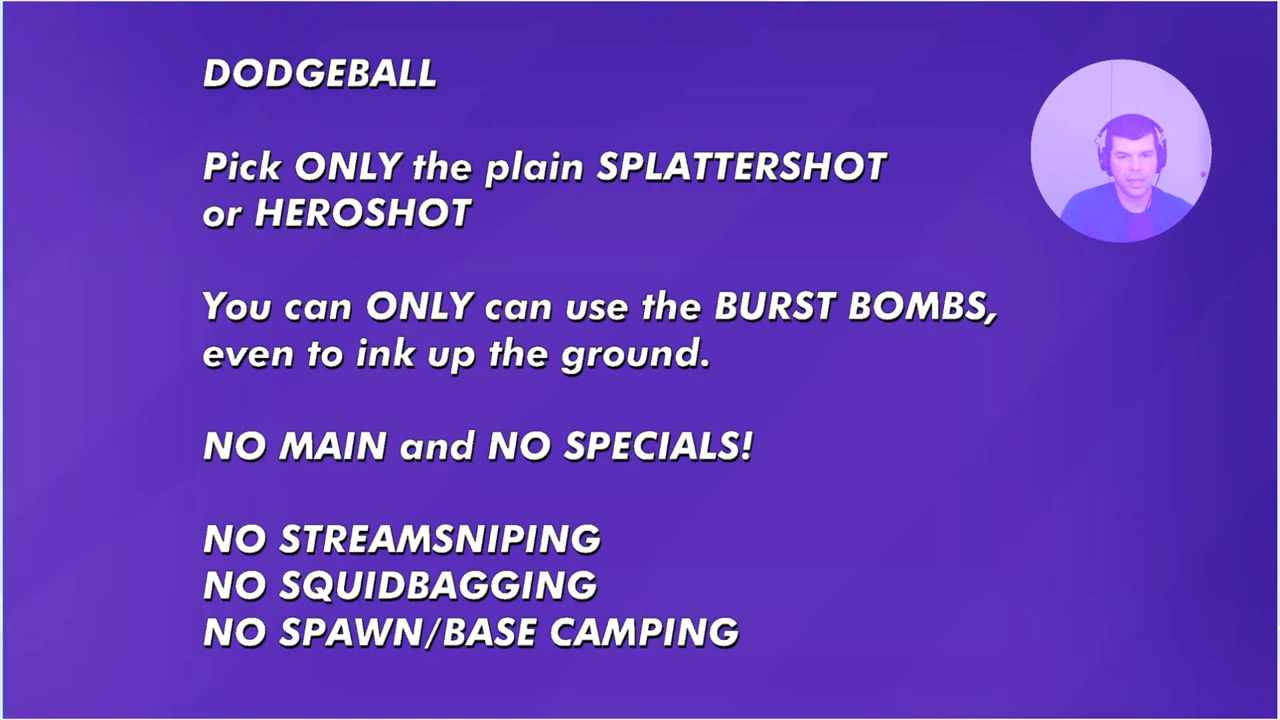 DODGEBALL
Pick ONLY the plain SPLATTERSHOT
or HEROSHOT
You can ONLY can use the BURST BOMBS,
even to ink up the ground.
NO MAIN and NO SPECIALS!
NO STREAMSNIPING
NO SQUIDBAGGING
NO SPAWN/BASE CAMPING